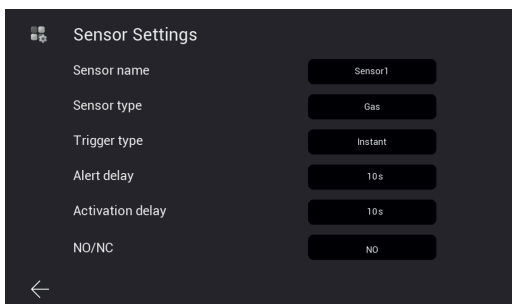 Sensor Settings
Sensor name Sensor1
Sensor type Gas
Trigger type Instant
Alert delay 10s
Activation delay 10s
NO/NC NO